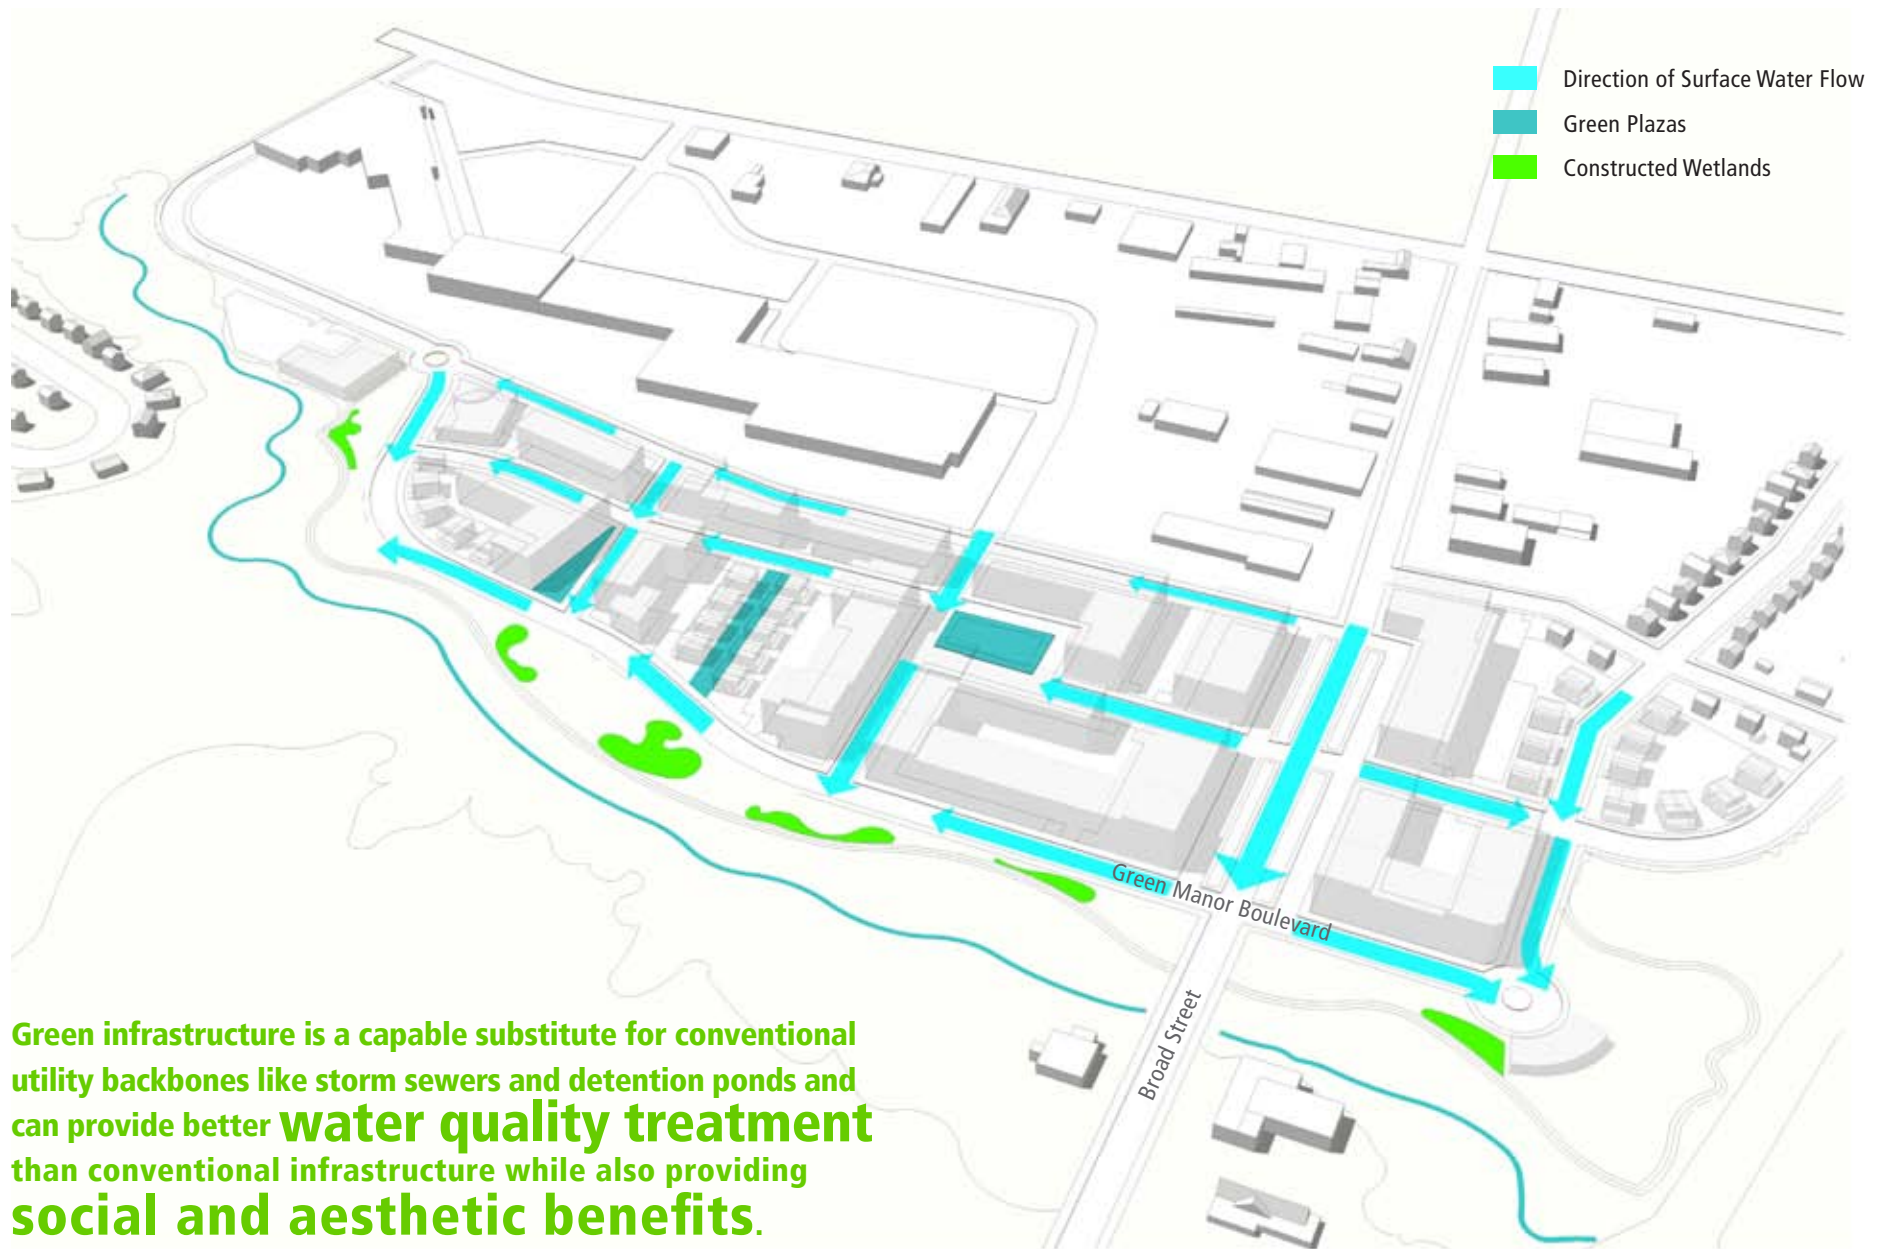 Direction of Surface Water Flow
Green Plazas
Constructed Wetlands
Green Manor Boulevard
Broad Street
Green infrastructure is a capable substitute for conventional
utility backbones like storm sewers and detention ponds and
can provide better water quality treatment
than conventional infrastructure while also providing
social and aesthetic benefits.